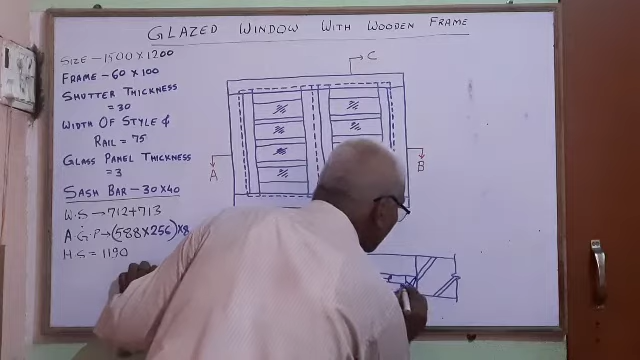 GLAZED WINDOW WITH WOODEN FRAME
SIZE - 1500 X 1200
FRAME - 60 X 100
SHUTTER THICKNESS
= 30
WIDTH OF STYLE &
RAIL = 75
GLASS PANEL THICKNESS
= 3
SASH BAR - 30 X 40
W.S → 712 + 713
A G.P → (588 X 256) X 8
H S = 1190
C
A
B